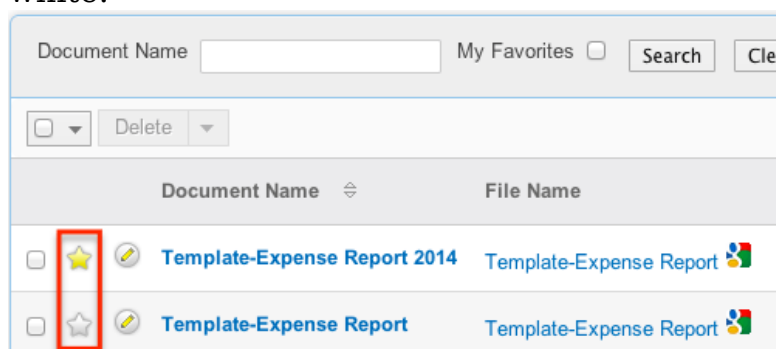 Document Name My Favorites Search
Delete
Document Name File Name
Template-Expense Report 2014 Template-Expense Report
Template-Expense Report Template-Expense Report